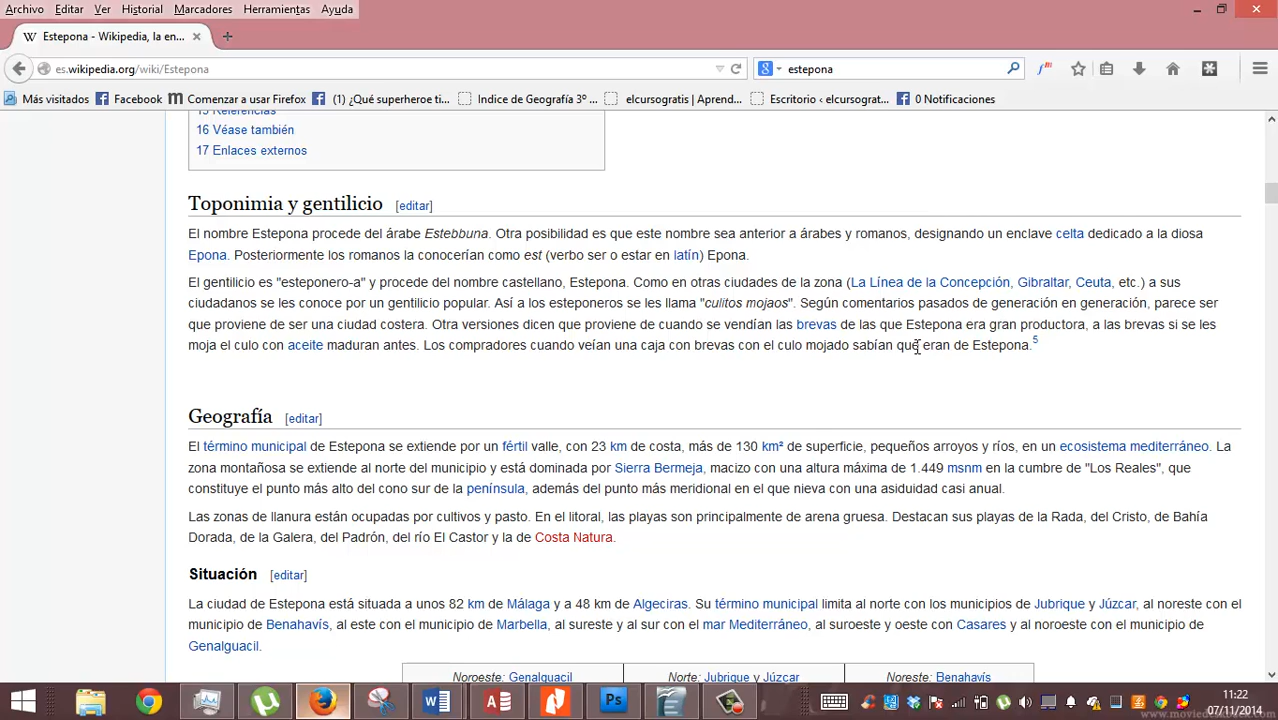 Archivo Editar Ver Historial Marcadores Herramientas Ayuda
Estepona - Wikipedia, la en...
es.wikipedia.org/wiki/Estepona
estepona
Más visitados Facebook Comenzar a usar Firefox (1) ¿Qué superheroe ti... Indice de Geografía 3º ... elcursogratis | Aprend... Escritorio ‹ elcursograt... 0 Notificaciones
15 Referencias
16 Véase también
17 Enlaces externos
Toponimia y gentilicio [editar]
El nombre Estepona procede del árabe Estebbuna. Otra posibilidad es que este nombre sea anterior a árabes y romanos, designando un enclave celta dedicado a la diosa
Epona. Posteriormente los romanos la conocerían como est (verbo ser o estar en latín) Epona.
El gentilicio es "esteponero-a" y procede del nombre castellano, Estepona. Como en otras ciudades de la zona (La Línea de la Concepción, Gibraltar, Ceuta, etc.) a sus
ciudadanos se les conoce por un gentilicio popular. Así a los esteponeros se les llama "culitos mojaos". Según comentarios pasados de generación en generación, parece ser
que proviene de ser una ciudad costera. Otra versiones dicen que proviene de cuando se vendían las brevas de las que Estepona era gran productora, a las brevas si se les
moja el culo con aceite maduran antes. Los compradores cuando veían una caja con brevas con el culo mojado sabían que eran de Estepona.5
Geografía [editar]
El término municipal de Estepona se extiende por un fértil valle, con 23 km de costa, más de 130 km² de superficie, pequeños arroyos y ríos, en un ecosistema mediterráneo. La
zona montañosa se extiende al norte del municipio y está dominada por Sierra Bermeja, macizo con una altura máxima de 1.449 msnm en la cumbre de "Los Reales", que
constituye el punto más alto del cono sur de la península, además del punto más meridional en el que nieva con una asiduidad casi anual.
Las zonas de llanura están ocupadas por cultivos y pasto. En el litoral, las playas son principalmente de arena gruesa. Destacan sus playas de la Rada, del Cristo, de Bahía
Dorada, de la Galera, del Padrón, del río El Castor y la de Costa Natura.
Situación [editar]
La ciudad de Estepona está situada a unos 82 km de Málaga y a 48 km de Algeciras. Su término municipal limita al norte con los municipios de Jubrique y Júzcar, al noreste con el
municipio de Benahavís, al este con el municipio de Marbella, al sureste y al sur con el mar Mediterráneo, al suroeste y oeste con Casares y al noroeste con el municipio de
Genalguacil.
Noroeste: Genalguacil Norte: Jubrique y Júzcar Noreste: Benahavís
11:22
07/11/2014